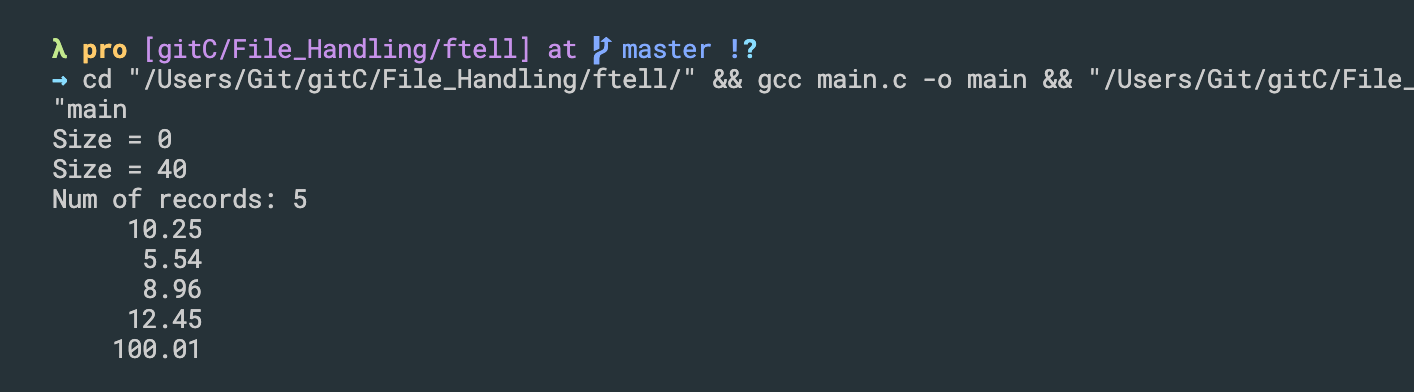 λ pro [gitC/File_Handling/ftell] at master !?
→ cd "/Users/Git/gitC/File_Handling/ftell/" && gcc main.c -o main && "/Users/Git/gitC/File_
"main
Size = 0
Size = 40
Num of records: 5
10.25
5.54
8.96
12.45
100.01